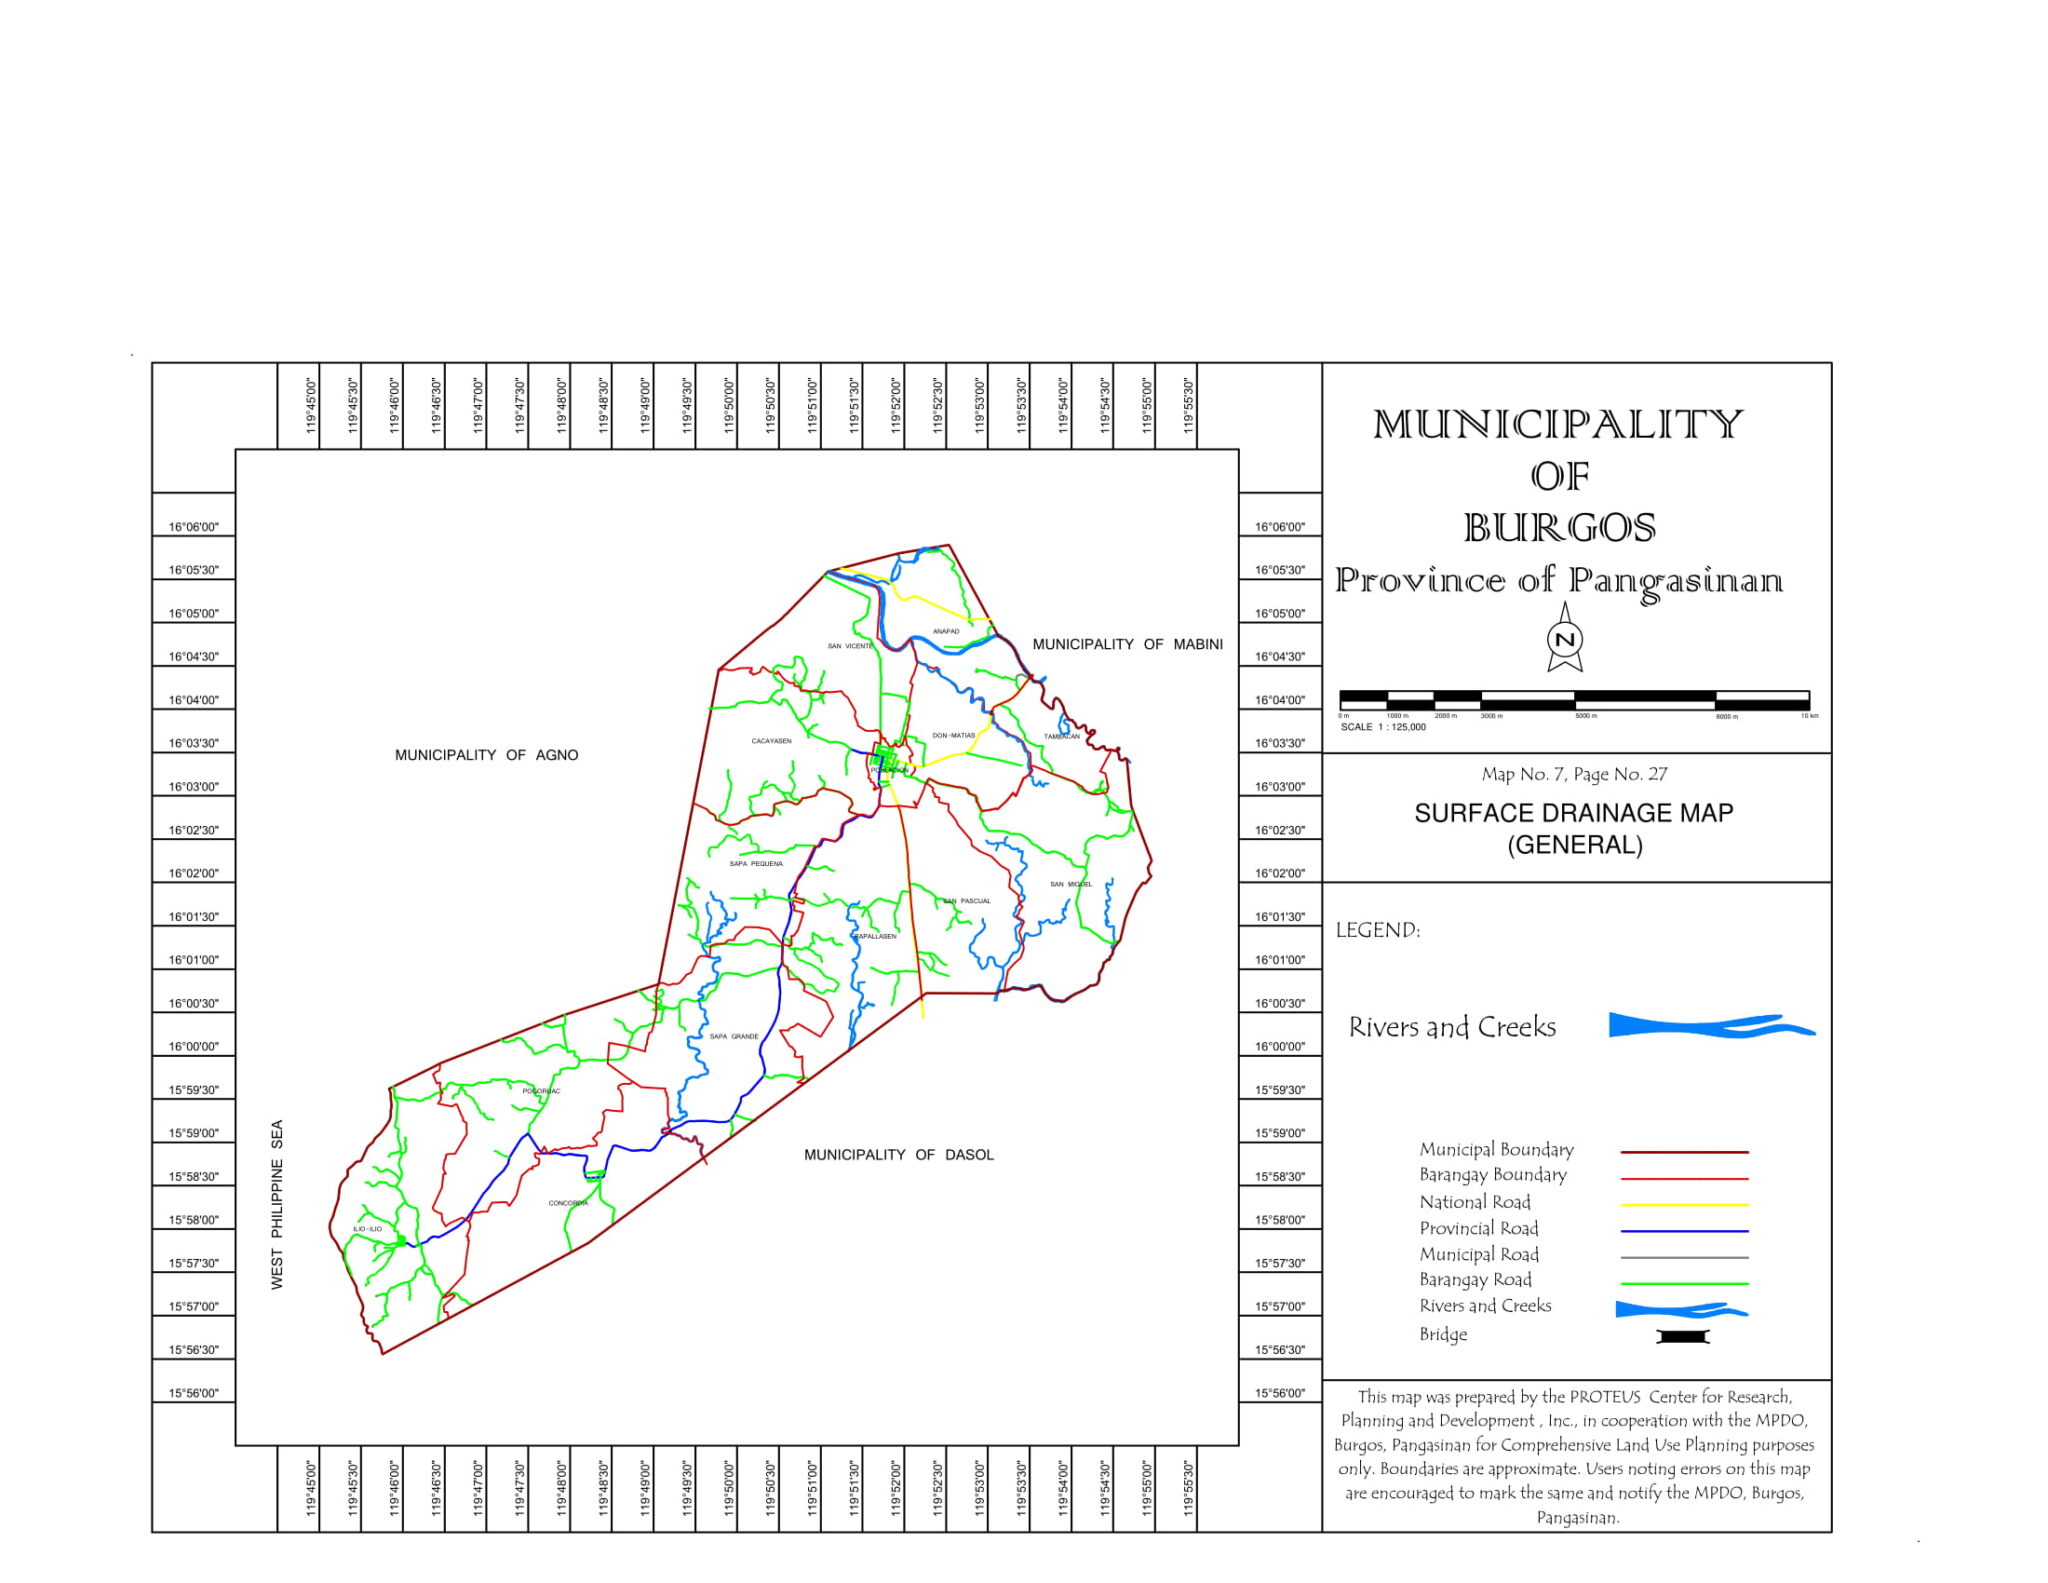 119°45'00"
119°45'30"
119°46'00"
119°46'30"
119°47'00"
119°47'30"
119°48'00"
119°48'30"
119°49'00"
119°49'30"
119°50'00"
119°50'30"
119°51'00"
119°51'30"
119°52'00"
119°52'30"
119°53'00"
119°53'30"
119°54'00"
119°54'30"
119°55'00"
119°55'30"
16°06'00"
16°05'30"
16°05'00"
16°04'30"
16°04'00"
16°03'30"
16°03'00"
16°02'30"
16°02'00"
16°01'30"
16°01'00"
16°00'30"
16°00'00"
15°59'30"
15°59'00"
15°58'30"
15°58'00"
15°57'30"
15°57'00"
15°56'30"
15°56'00"
ANAPAD
SAN VICENTE
MUNICIPALITY OF MABINI
DON-MATIAS
TAMBACAN
CACAYASEN
MUNICIPALITY OF AGNO
POBLACION
SAPA PEQUENA
SAN MIGUEL
SAN PASCUAL
PAPALLASEN
SAPA GRANDE
POGORUAC
WEST PHILIPPINE SEA
MUNICIPALITY OF DASOL
CONCORDIA
ILIO-ILIO
16°06'00"
16°05'30"
16°05'00"
16°04'30"
16°04'00"
16°03'30"
16°03'00"
16°02'30"
16°02'00"
16°01'30"
16°01'00"
16°00'30"
16°00'00"
15°59'30"
15°59'00"
15°58'30"
15°58'00"
15°57'30"
15°57'00"
15°56'30"
15°56'00"
119°45'00"
119°45'30"
119°46'00"
119°46'30"
119°47'00"
119°47'30"
119°48'00"
119°48'30"
119°49'00"
119°49'30"
119°50'00"
119°50'30"
119°51'00"
119°51'30"
119°52'00"
119°52'30"
119°53'00"
119°53'30"
119°54'00"
119°54'30"
119°55'00"
119°55'30"
MUNICIPALITY
OF
BURGOS
Province of Pangasinan
N
0 m 1000 m 2000 m 3000 m 5000 m 8000 m 10 km
SCALE 1 : 125,000
Map No. 7, Page No. 27
SURFACE DRAINAGE MAP
(GENERAL)
LEGEND:
Rivers and Creeks
Municipal Boundary
Barangay Boundary
National Road
Provincial Road
Municipal Road
Barangay Road
Rivers and Creeks
Bridge
This map was prepared by the PROTEUS Center for Research,
Planning and Development , Inc., in cooperation with the MPDO,
Burgos, Pangasinan for Comprehensive Land Use Planning purposes
only. Boundaries are approximate. Users noting errors on this map
are encouraged to mark the same and notify the MPDO, Burgos,
Pangasinan.